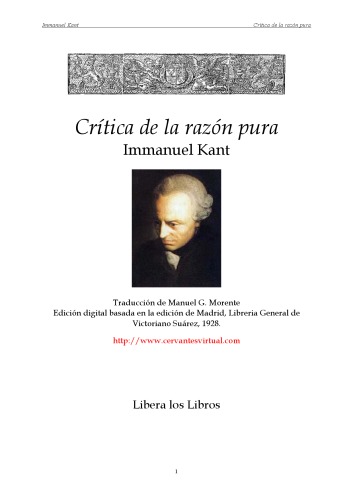 Immanuel Kant Crítica de la razón pura
Crítica de la razón pura
Immanuel Kant
Traducción de Manuel G. Morente
Edición digital basada en la edición de Madrid, Librería General de
Victoriano Suárez, 1928.
http://www.cervantesvirtual.com
Libera los Libros
1